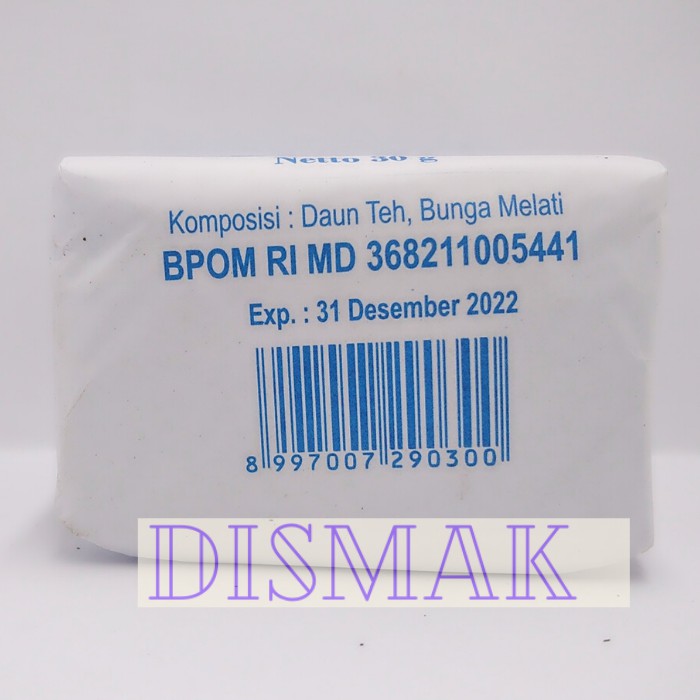 Netto 30 g
Komposisi : Daun Teh, Bunga Melati
BPOM RI MD 368211005441
Exp. : 31 Desember 2022
8 997007 290300
DISMAK